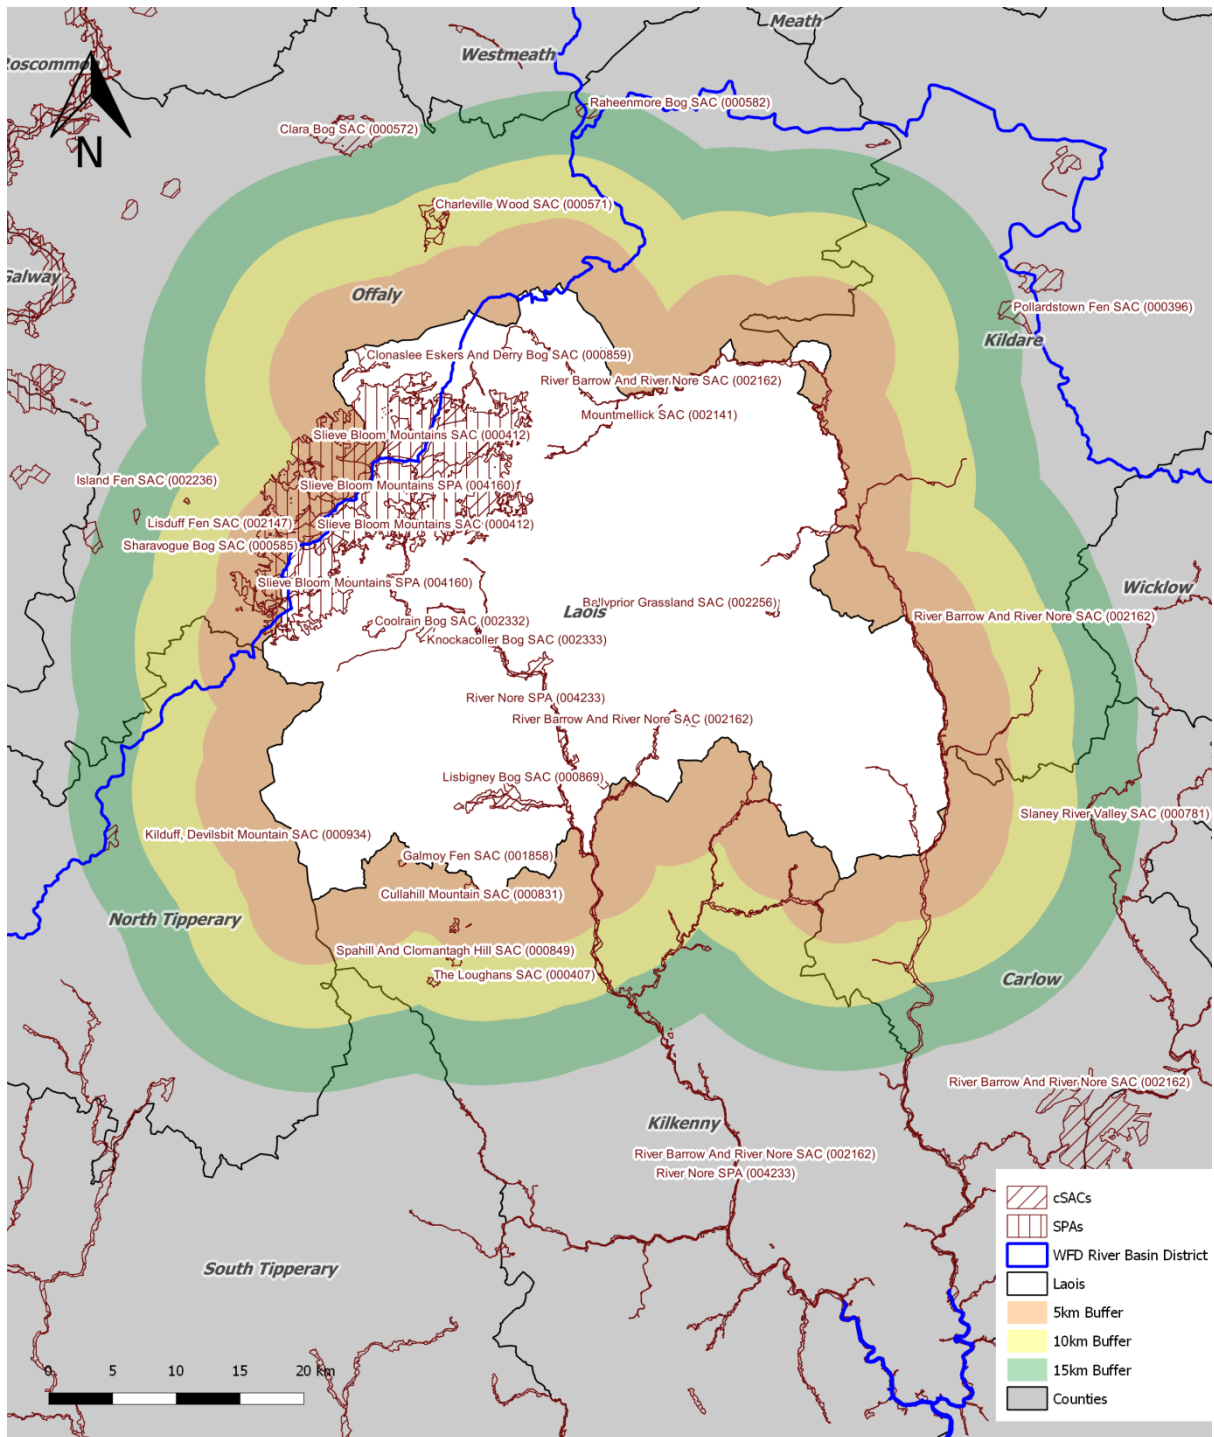 Meath
Westmeath
Roscommon
Raheenmore Bog SAC (000582)
Clara Bog SAC (000572)
N
Charleville Wood SAC (000571)
Galway
Offaly
Pollardstown Fen SAC (000396)
Kildare
Clonaslee Eskers And Derry Bog SAC (000859)
River Barrow And River Nore SAC (002162)
Mountmellick SAC (002141)
Slieve Bloom Mountains SAC (000412)
Island Fen SAC (002236)
Slieve Bloom Mountains SPA (004160)
Lisduff Fen SAC (002147)
Slieve Bloom Mountains SAC (000412)
Sharavogue Bog SAC (000585)
Slieve Bloom Mountains SPA (004160)
Wicklow
Ballyprior Grassland SAC (002256)
Laois
River Barrow And River Nore SAC (002162)
Coolrain Bog SAC (002332)
Knockacoller Bog SAC (002333)
River Nore SPA (004233)
River Barrow And River Nore SAC (002162)
Lisbigney Bog SAC (000869)
Slaney River Valley SAC (000781)
Kilduff, Devilsbit Mountain SAC (000934)
Galmoy Fen SAC (001858)
Cullahill Mountain SAC (000831)
North Tipperary
Spahill And Clomantagh Hill SAC (000849)
The Loughans SAC (000407)
Carlow
River Barrow And River Nore SAC (002162)
Kilkenny
River Barrow And River Nore SAC (002162)
River Nore SPA (004233)
South Tipperary
cSACs
SPAs
WFD River Basin District
Laois
5km Buffer
10km Buffer
15km Buffer
Counties
0 5 10 15 20 km